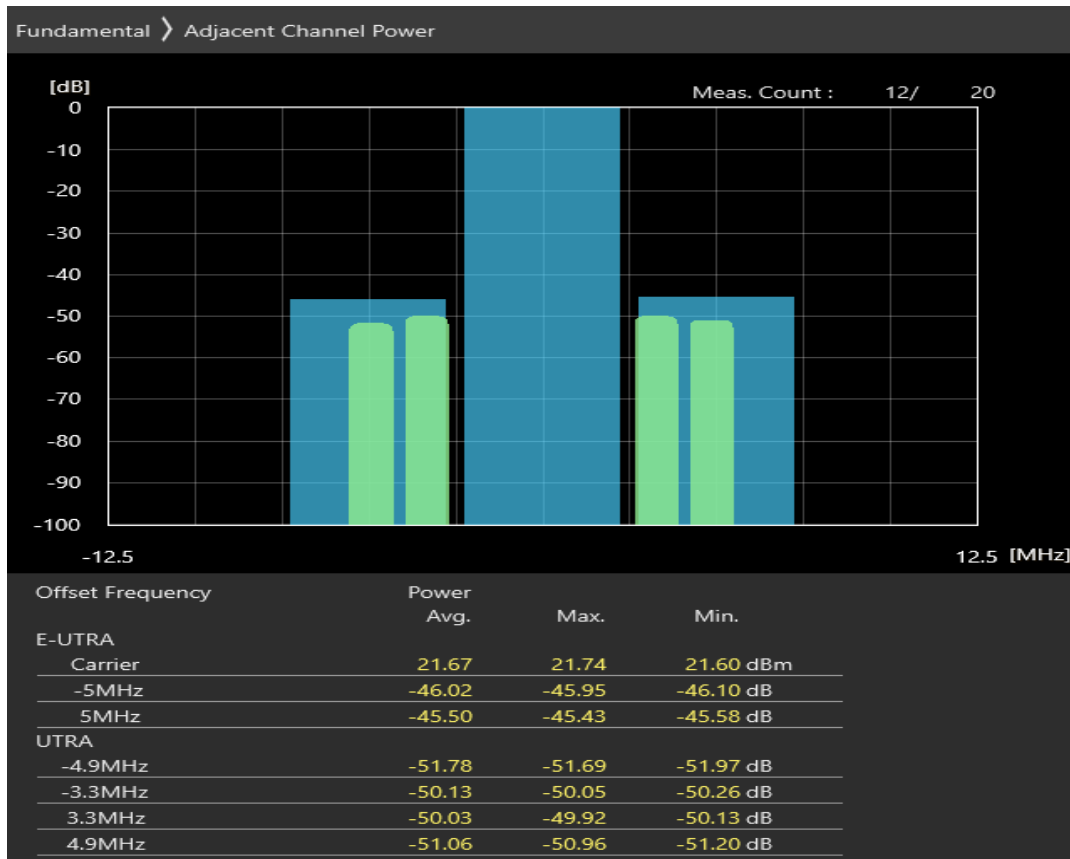 Fundamental ❯ Adjacent Channel Power
[dB]
Meas. Count : 12/ 20
0
-10
-20
-30
-40
-50
-60
-70
-80
-90
-100
-12.5 12.5 [MHz]
Offset Frequency Power
Avg. Max. Min.
E-UTRA
Carrier 21.67 21.74 21.60 dBm
-5MHz -46.02 -45.95 -46.10 dB
5MHz -45.50 -45.43 -45.58 dB
UTRA
-4.9MHz -51.78 -51.69 -51.97 dB
-3.3MHz -50.13 -50.05 -50.26 dB
3.3MHz -50.03 -49.92 -50.13 dB
4.9MHz -51.06 -50.96 -51.20 dB